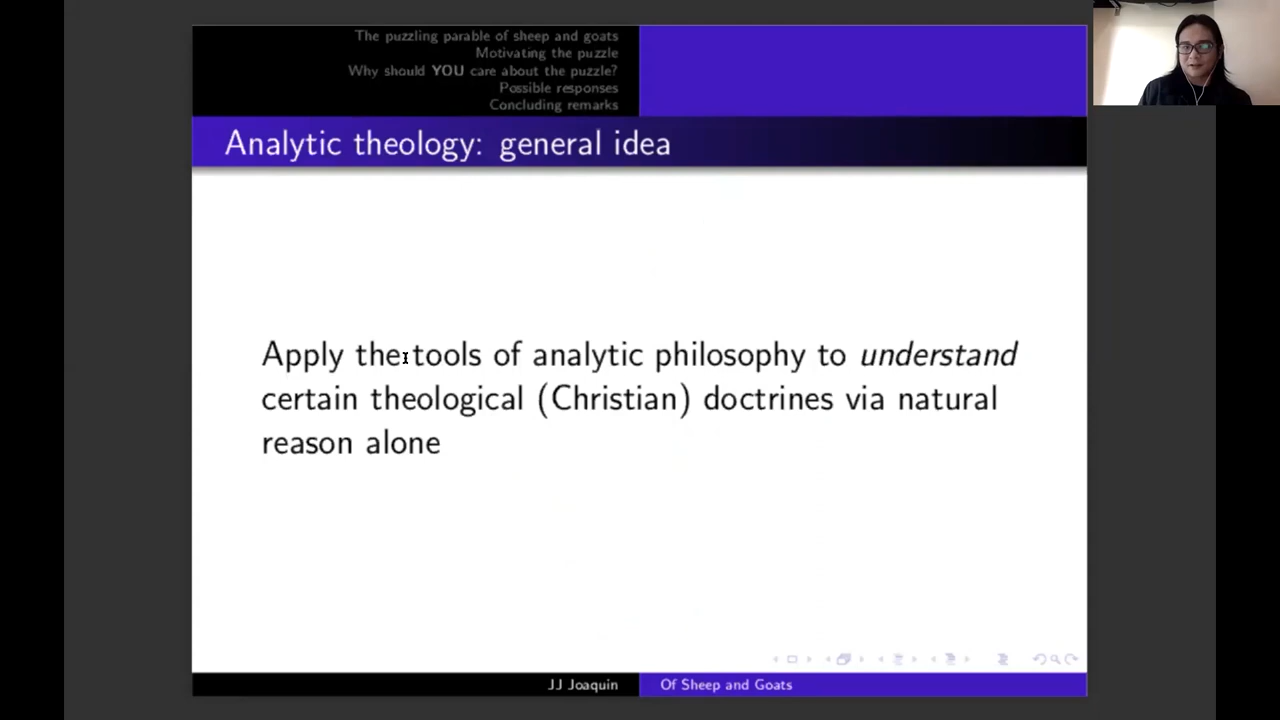 The puzzling parable of sheep and goats
Motivating the puzzle
Why should YOU care about the puzzle?
Possible responses
Concluding remarks
Analytic theology: general idea
Apply the tools of analytic philosophy to understand
certain theological (Christian) doctrines via natural
reason alone
JJ Joaquin
Of Sheep and Goats